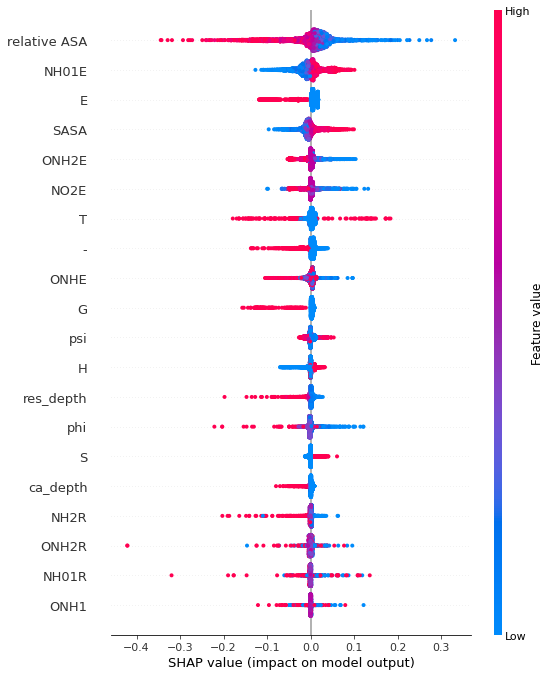 High
relative ASA
NH01E
E
SASA
ONH2E
NO2E
T
-
ONHE
G
psi
H
res_depth
phi
S
ca_depth
NH2R
ONH2R
NH01R
ONH1
Feature value
Low
−0.4 −0.3 −0.2 −0.1 0.0 0.1 0.2 0.3
SHAP value (impact on model output)